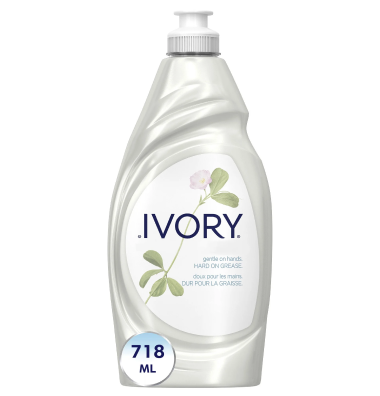 IVORY
gentle on hands.
HARD ON GREASE.
doux pour les mains.
DUR POUR LA GRAISSE.
718
ML